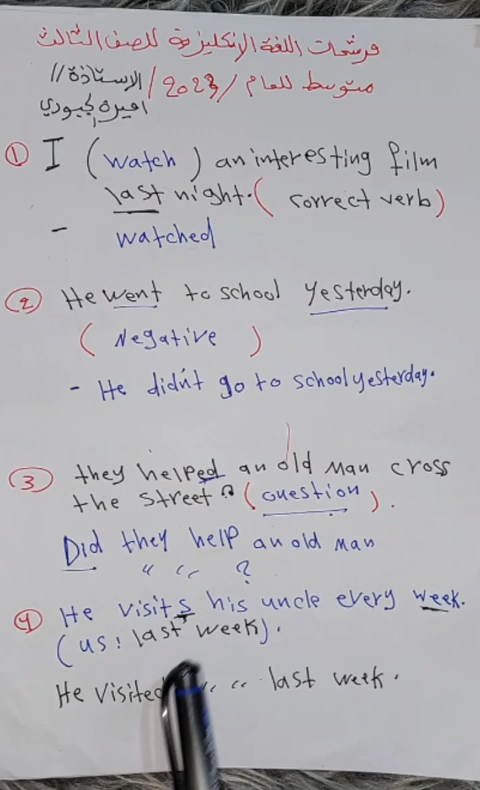 مرشحات اللغة الإنكليزية للصف الثالث
متوسط للعام / 2023 / الاستاذة //
اميرة الجبوري
① I (watch) an interesting film
last night. (correct verb)
- watched
② He went to school yesterday.
(Negative)
- He didn't go to school yesterday.
③ they helped an old man cross
the street? (question).
Did they help an old man
" " ?
④ He visits his uncle every week.
(us: last week).
He visited " " last week.